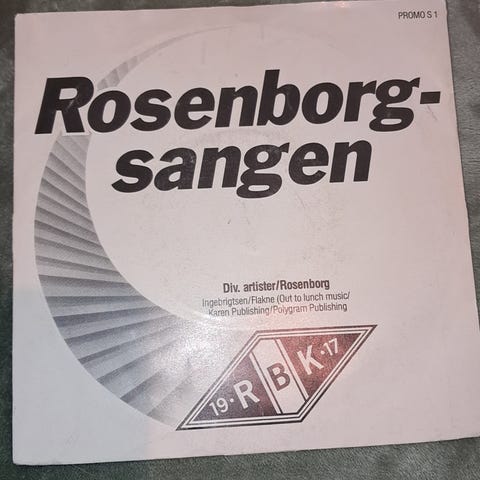 PROMO S 1
Rosenborg-
sangen
Div. artister/Rosenborg
Ingebrigtsen/Flakne (Out to lunch music/
Karen Publishing/Polygram Publishing
19·RBK·17